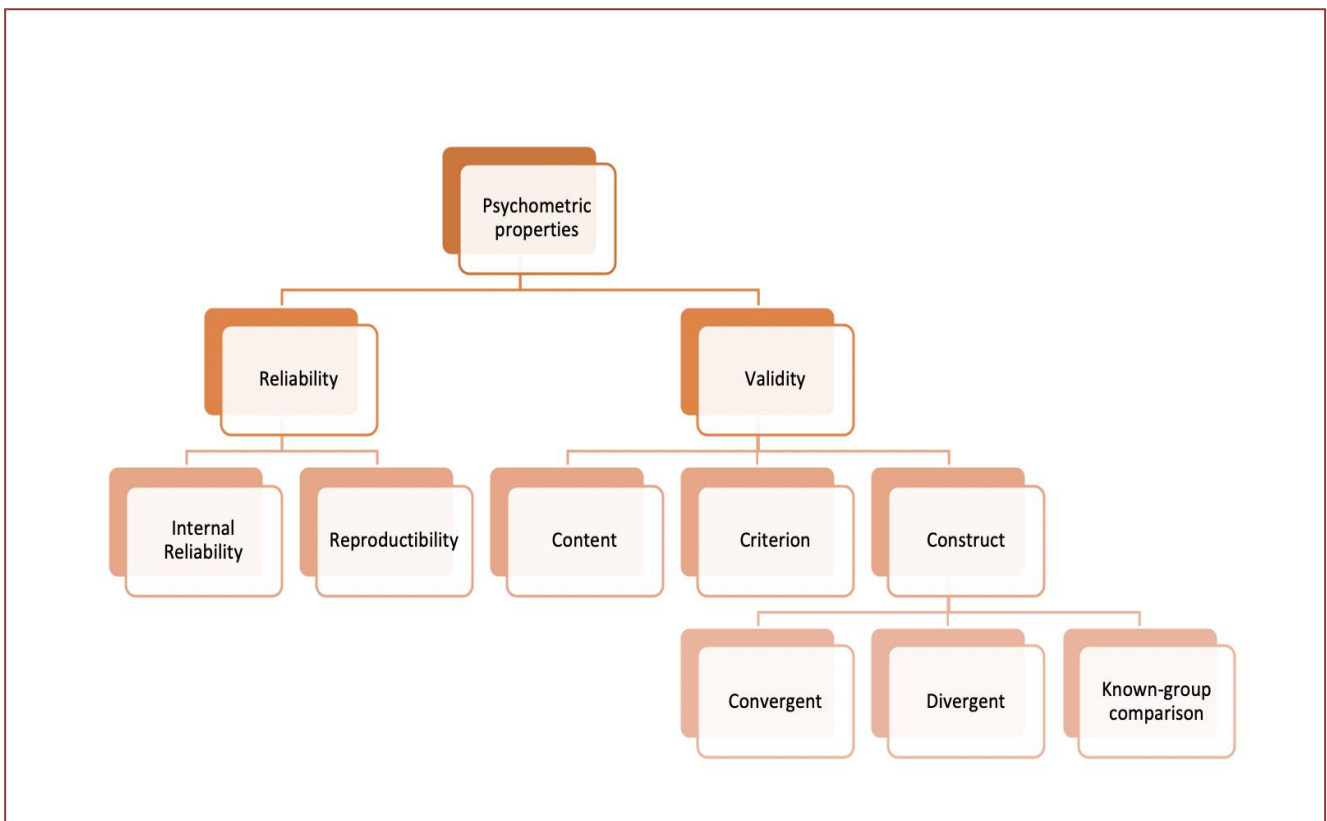 Psychometric
properties
Reliability
Validity
Internal
Reliability
Reproductibility
Content
Criterion
Construct
Convergent
Divergent
Known-group
comparison